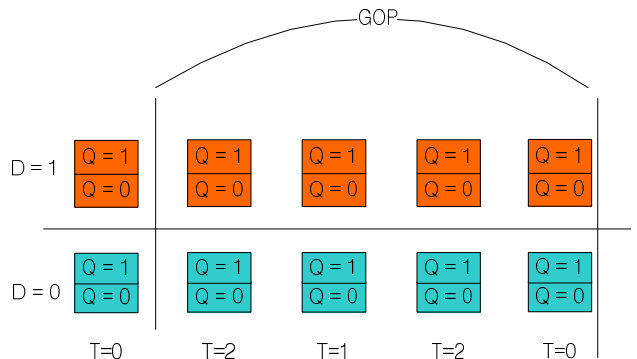 GOP
D = 1
Q = 1 Q = 1 Q = 1 Q = 1 Q = 1
Q = 0 Q = 0 Q = 0 Q = 0 Q = 0
D = 0
Q = 1 Q = 1 Q = 1 Q = 1 Q = 1
Q = 0 Q = 0 Q = 0 Q = 0 Q = 0
T=0 T=2 T=1 T=2 T=0